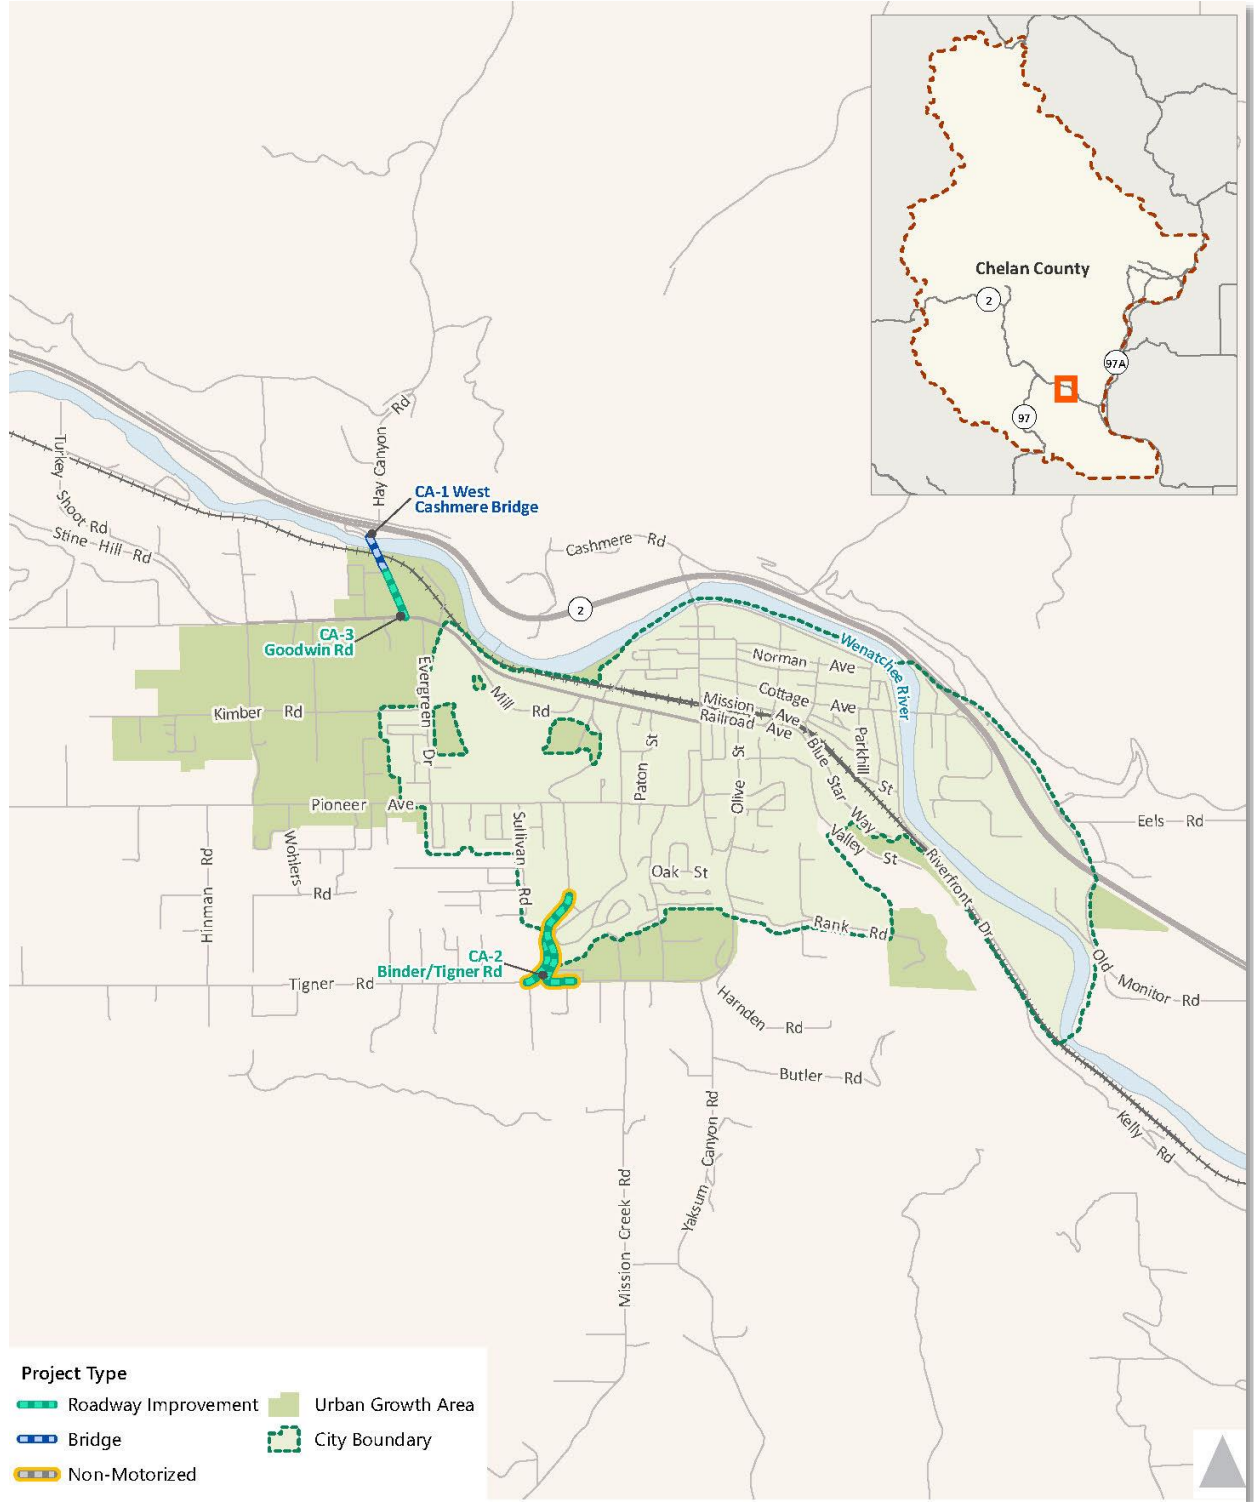 Chelan County
2
97A
97
Hay Canyon Rd
Turkey Shoot Rd
Stine Hill Rd
CA-1 West
Cashmere Bridge
Cashmere Rd
2
CA-3
Goodwin Rd
Wenatchee River
Norman Ave
Evergreen Dr
Mill Rd
Cottage Ave
Mission Ave
Railroad Ave
Kimber Rd
Paton St
Olive St
Blue Star Way
Parkhill St
Pioneer Ave
Eels Rd
Wohlers Rd
Sullivan Rd
Valley St
Hinman Rd
Oak St
Riverfront Dr
Rank Rd
CA-2
Binder/Tigner Rd
Tigner Rd
Old Monitor Rd
Harnden Rd
Butler Rd
Kelly Rd
Yaksum Canyon Rd
Mission Creek Rd
Project Type
Roadway Improvement
Bridge
Non-Motorized
Urban Growth Area
City Boundary